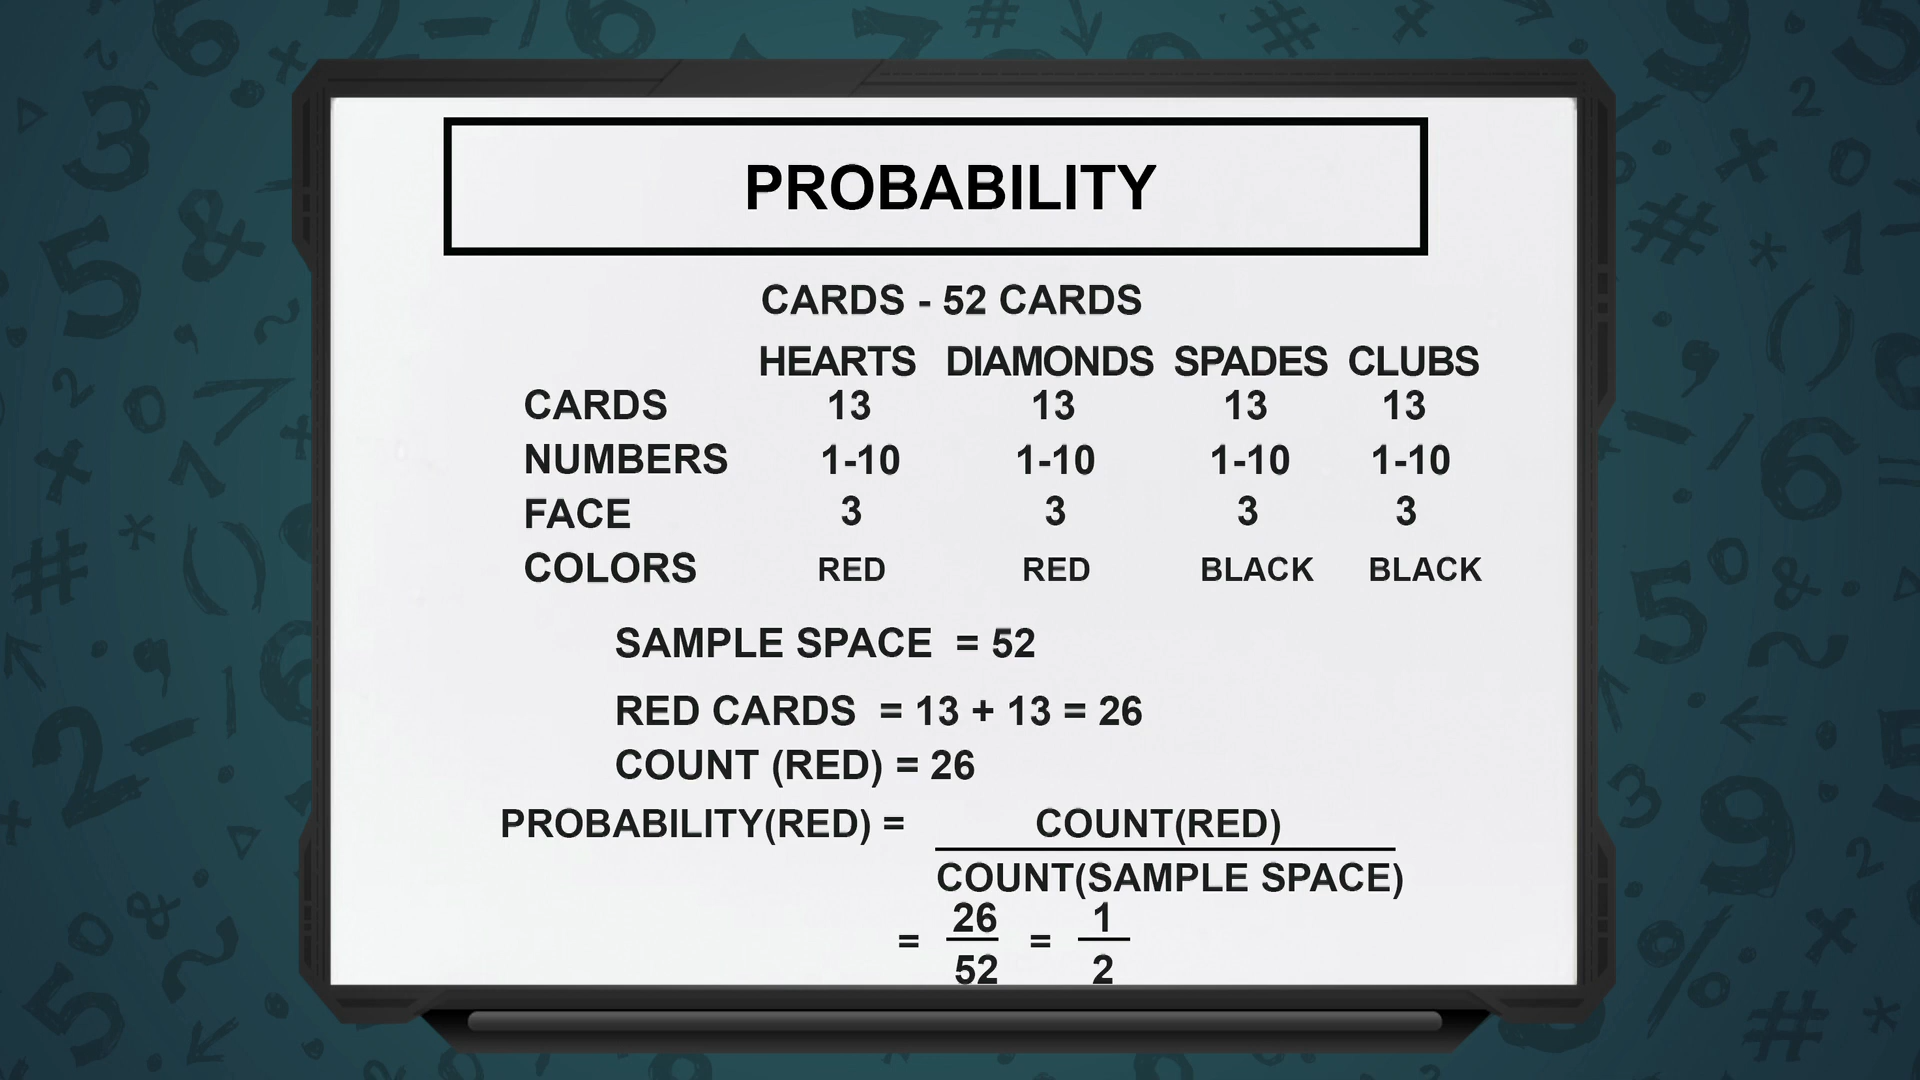 PROBABILITY
CARDS - 52 CARDS
HEARTS DIAMONDS SPADES CLUBS
CARDS 13 13 13 13
NUMBERS 1-10 1-10 1-10 1-10
FACE 3 3 3 3
COLORS RED RED BLACK BLACK
SAMPLE SPACE = 52
RED CARDS = 13 + 13 = 26
COUNT (RED) = 26
PROBABILITY(RED) = COUNT(RED)
COUNT(SAMPLE SPACE)
= 26 = 1
52 2